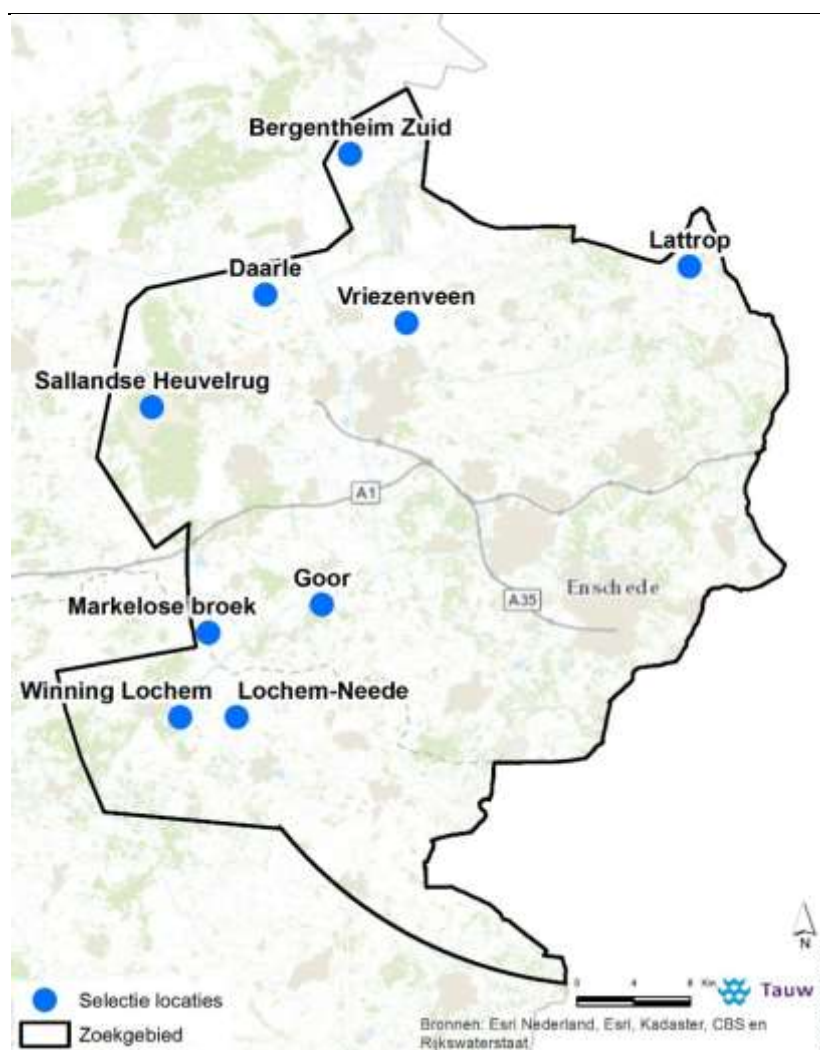 Bergentheim Zuid
Lattrop
Daarle
Vriezenveen
Sallandse Heuvelrug
A1
Goor
Enschede
A35
Markelose broek
Winning Lochem
Lochem-Neede
N
Selectie locaties
0 4 8 Km
Tauw
Zoekgebied
Bronnen: Esri Nederland, Esri, Kadaster, CBS en
Rijkswaterstaat